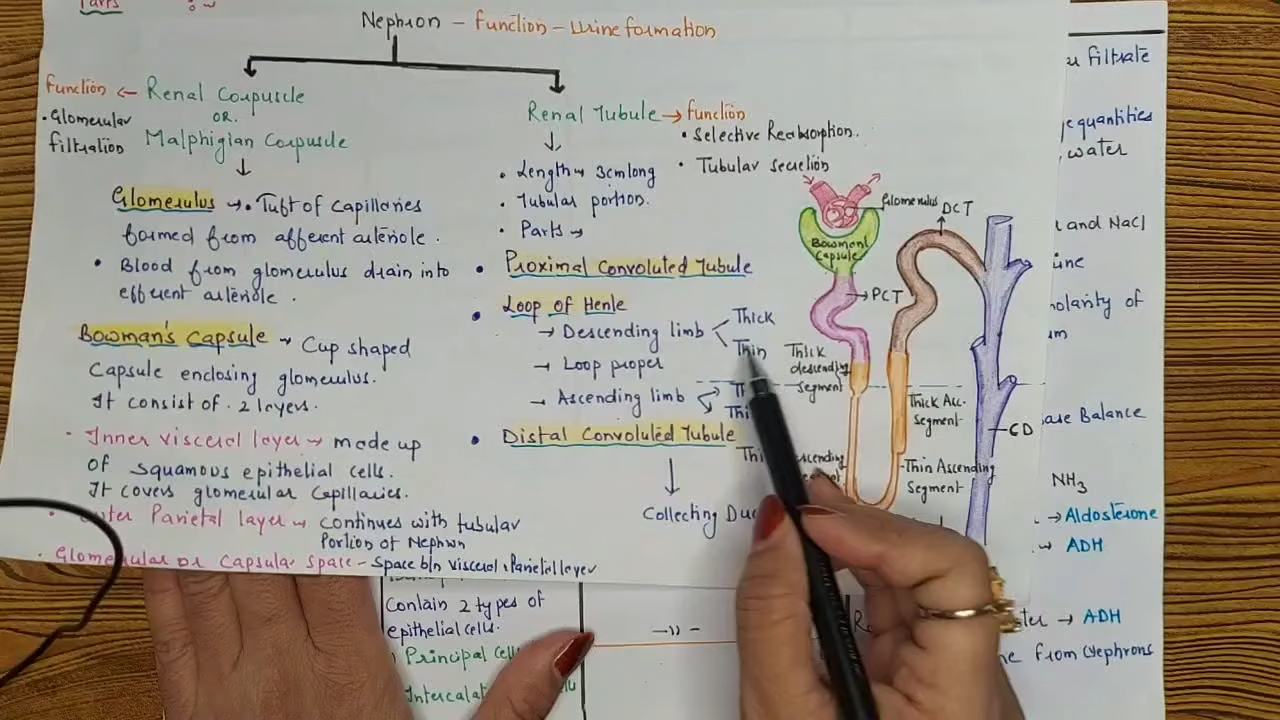 Parts
Nephron – Function – Urine formation
Function ← Renal Corpuscle
OR.
• Glomerular
filtration
Malphigian Corpuscle
Glomerulus → • Tuft of Capillaries
formed from afferent arteriole.
• Blood from glomerulus drain into
efferent arteriole.
Bowman's Capsule → Cup shaped
Capsule enclosing glomerulus.
It consist of 2 layers.
• Inner visceral layer → made up
of squamous epithelial cells.
It covers glomerular Capillaries.
Outer Parietal layer → continues with tubular
Portion of Nephron
• Glomerular or Capsular Space – Space b/n visceral & Parietal layer
Renal Tubule → function
• Selective Reabsorption.
• Tubular secretion
• Length → 3cm long
• Tubular portion.
• Parts →
• Proximal Convoluted Tubule
• Loop of Henle
→ Descending limb
Thick
Thin
→ Loop proper
→ Ascending limb
• Distal Convoluted Tubule
Collecting
Glomerulus
DCT
Bowmans
Capsule
→ PCT
Thick
descending
Segment
Thick Asc-
Segment-
Thin Ascending
Segment
CD
filtrate
quantities
water
and NaCl
olarity of
Balance
NH3
→ Aldosterone
→ ADH
→ ADH
from nephrons
Contain 2 types of
epithelial cells.
Principal